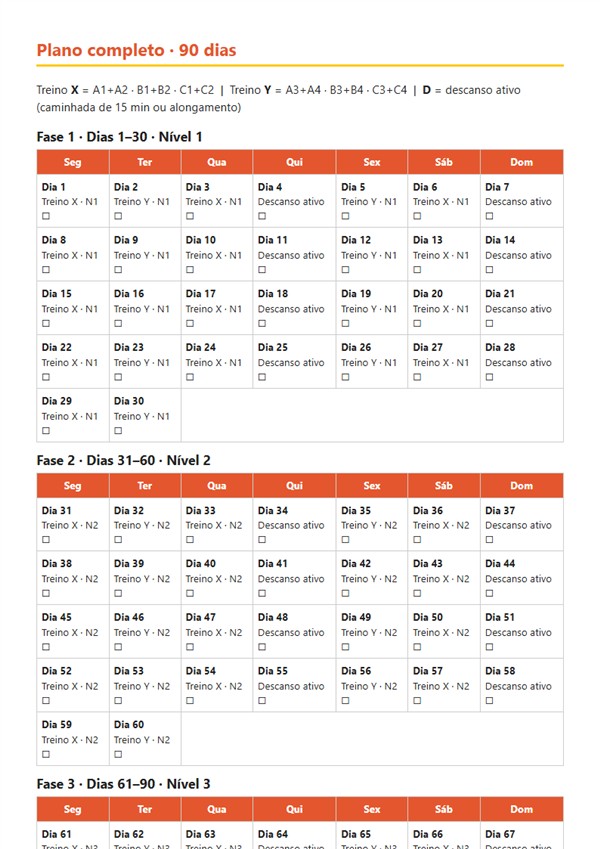 Plano completo · 90 dias
Treino X = A1+A2 · B1+B2 · C1+C2 | Treino Y = A3+A4 · B3+B4 · C3+C4 | D = descanso ativo
(caminhada de 15 min ou alongamento)
Fase 1 · Dias 1–30 · Nível 1
Seg Ter Qua Qui Sex Sáb Dom
Dia 1 Dia 2 Dia 3 Dia 4 Dia 5 Dia 6 Dia 7
Treino X · N1 Treino Y · N1 Treino X · N1 Descanso ativo Treino Y · N1 Treino X · N1 Descanso ativo
☐ ☐ ☐ ☐ ☐ ☐ ☐
Dia 8 Dia 9 Dia 10 Dia 11 Dia 12 Dia 13 Dia 14
Treino X · N1 Treino Y · N1 Treino X · N1 Descanso ativo Treino Y · N1 Treino X · N1 Descanso ativo
☐ ☐ ☐ ☐ ☐ ☐ ☐
Dia 15 Dia 16 Dia 17 Dia 18 Dia 19 Dia 20 Dia 21
Treino X · N1 Treino Y · N1 Treino X · N1 Descanso ativo Treino Y · N1 Treino X · N1 Descanso ativo
☐ ☐ ☐ ☐ ☐ ☐ ☐
Dia 22 Dia 23 Dia 24 Dia 25 Dia 26 Dia 27 Dia 28
Treino X · N1 Treino Y · N1 Treino X · N1 Descanso ativo Treino Y · N1 Treino X · N1 Descanso ativo
☐ ☐ ☐ ☐ ☐ ☐ ☐
Dia 29 Dia 30
Treino X · N1 Treino Y · N1
☐ ☐
Fase 2 · Dias 31–60 · Nível 2
Seg Ter Qua Qui Sex Sáb Dom
Dia 31 Dia 32 Dia 33 Dia 34 Dia 35 Dia 36 Dia 37
Treino X · N2 Treino Y · N2 Treino X · N2 Descanso ativo Treino Y · N2 Treino X · N2 Descanso ativo
☐ ☐ ☐ ☐ ☐ ☐ ☐
Dia 38 Dia 39 Dia 40 Dia 41 Dia 42 Dia 43 Dia 44
Treino X · N2 Treino Y · N2 Treino X · N2 Descanso ativo Treino Y · N2 Treino X · N2 Descanso ativo
☐ ☐ ☐ ☐ ☐ ☐ ☐
Dia 45 Dia 46 Dia 47 Dia 48 Dia 49 Dia 50 Dia 51
Treino X · N2 Treino Y · N2 Treino X · N2 Descanso ativo Treino Y · N2 Treino X · N2 Descanso ativo
☐ ☐ ☐ ☐ ☐ ☐ ☐
Dia 52 Dia 53 Dia 54 Dia 55 Dia 56 Dia 57 Dia 58
Treino X · N2 Treino Y · N2 Treino X · N2 Descanso ativo Treino Y · N2 Treino X · N2 Descanso ativo
☐ ☐ ☐ ☐ ☐ ☐ ☐
Dia 59 Dia 60
Treino X · N2 Treino Y · N2
☐ ☐
Fase 3 · Dias 61–90 · Nível 3
Seg Ter Qua Qui Sex Sáb Dom
Dia 61 Dia 62 Dia 63 Dia 64 Dia 65 Dia 66 Dia 67